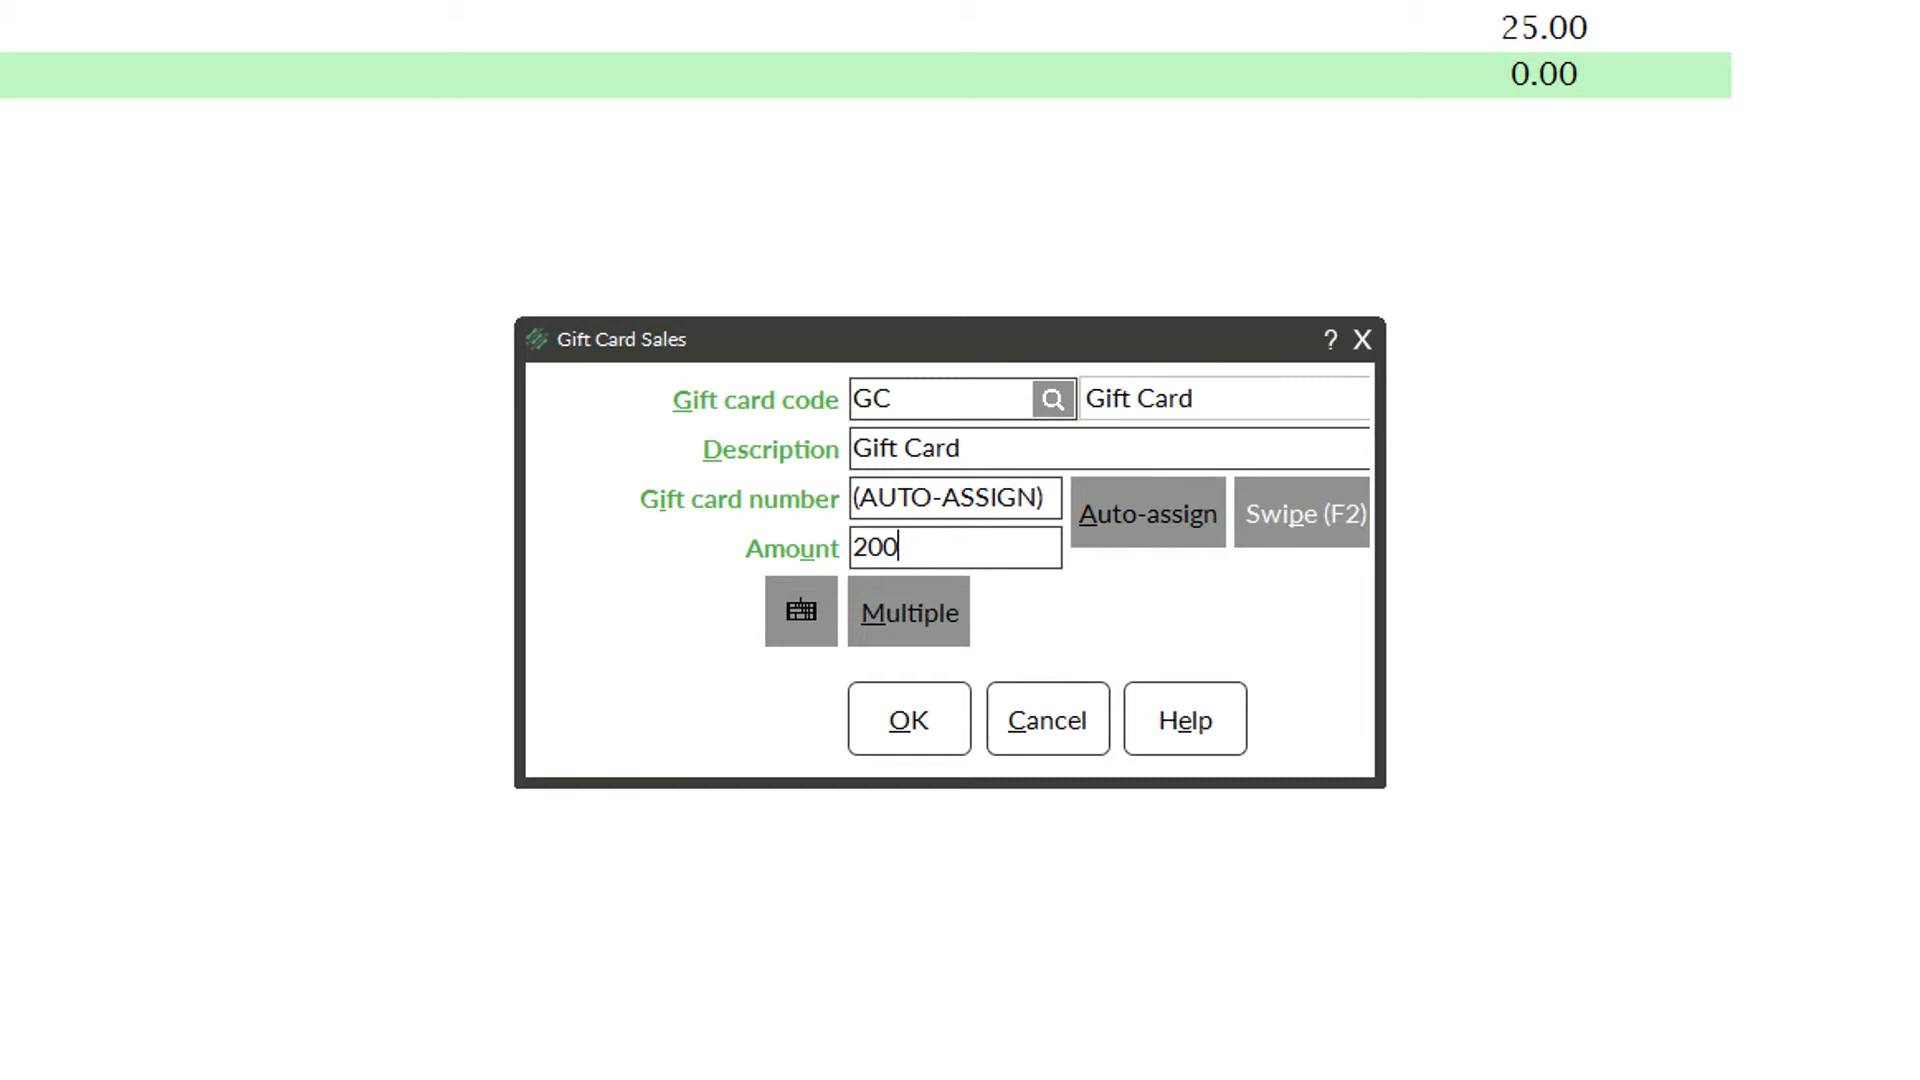 25.00
0.00
Gift Card Sales ? X
Gift card code GC Gift Card
Description Gift Card
Gift card number (AUTO-ASSIGN) Auto-assign Swipe (F2)
Amount 200
Multiple
OK Cancel Help